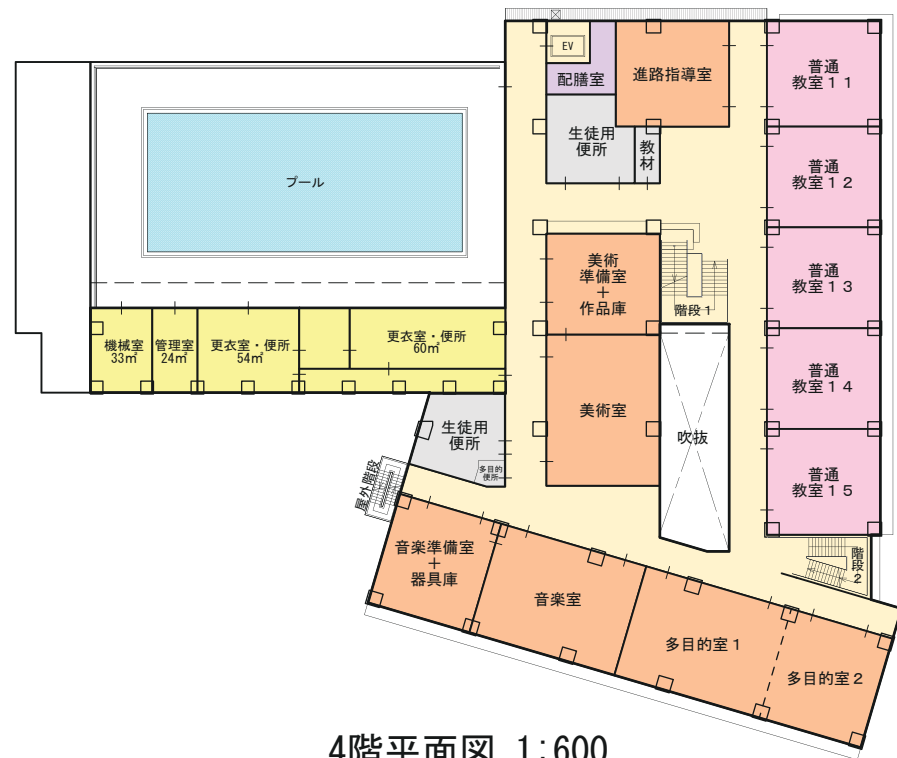 EV
配膳室
進路指導室
普通
教室11
生徒用
便所
教
材
普通
教室12
プール
美術
準備室
+
作品庫
階段1
普通
教室13
機械室
33㎡
管理室
24㎡
更衣室・便所
54㎡
更衣室・便所
60㎡
普通
教室14
美術室
吹抜
生徒用
便所
多目的
便所
普通
教室15
屋外階段
階段2
音楽準備室
+
器具庫
音楽室
多目的室1
多目的室2
4階平面図 1:600